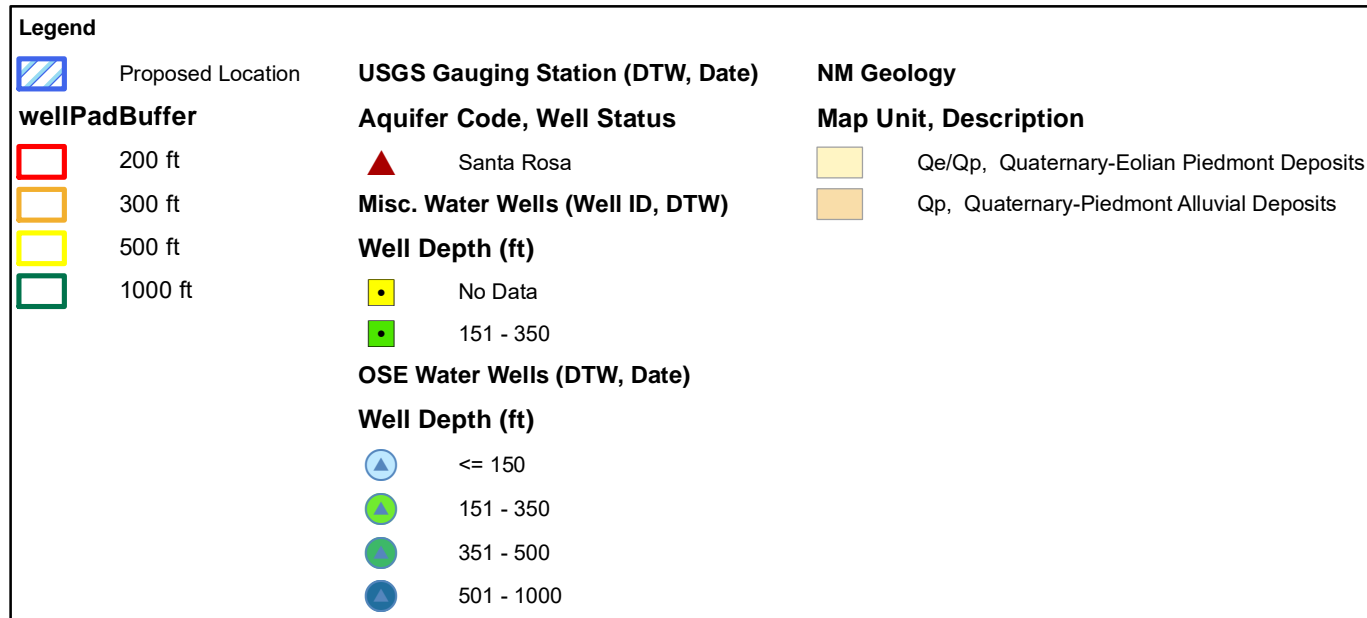 Legend
Proposed Location
wellPadBuffer
200 ft
300 ft
500 ft
1000 ft
USGS Gauging Station (DTW, Date)
Aquifer Code, Well Status
Santa Rosa
Misc. Water Wells (Well ID, DTW)
Well Depth (ft)
No Data
151 - 350
OSE Water Wells (DTW, Date)
Well Depth (ft)
<= 150
151 - 350
351 - 500
501 - 1000
NM Geology
Map Unit, Description
Qe/Qp, Quaternary-Eolian Piedmont Deposits
Qp, Quaternary-Piedmont Alluvial Deposits